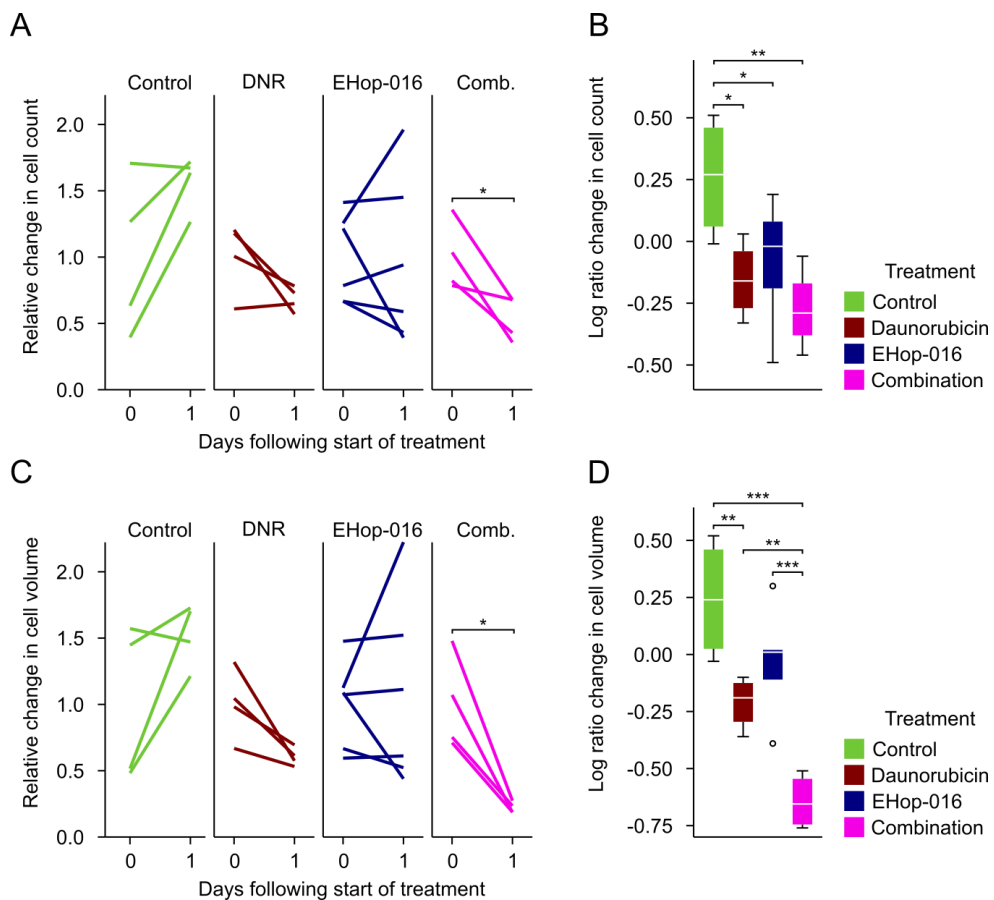 A
Control
DNR
EHop-016
Comb.
Relative change in cell count
2.0
1.5
1.0
0.5
0.0
*
0 1 0 1 0 1 0 1
Days following start of treatment
B
Log ratio change in cell count
**
*
*
0.50
0.25
0.00
-0.25
-0.50
Treatment
Control
Daunorubicin
EHop-016
Combination
C
Control
DNR
EHop-016
Comb.
Relative change in cell volume
2.0
1.5
1.0
0.5
0.0
*
0 1 0 1 0 1 0 1
Days following start of treatment
D
Log ratio change in cell volume
***
**
**
***
0.50
0.25
0.00
-0.25
-0.50
-0.75
Treatment
Control
Daunorubicin
EHop-016
Combination